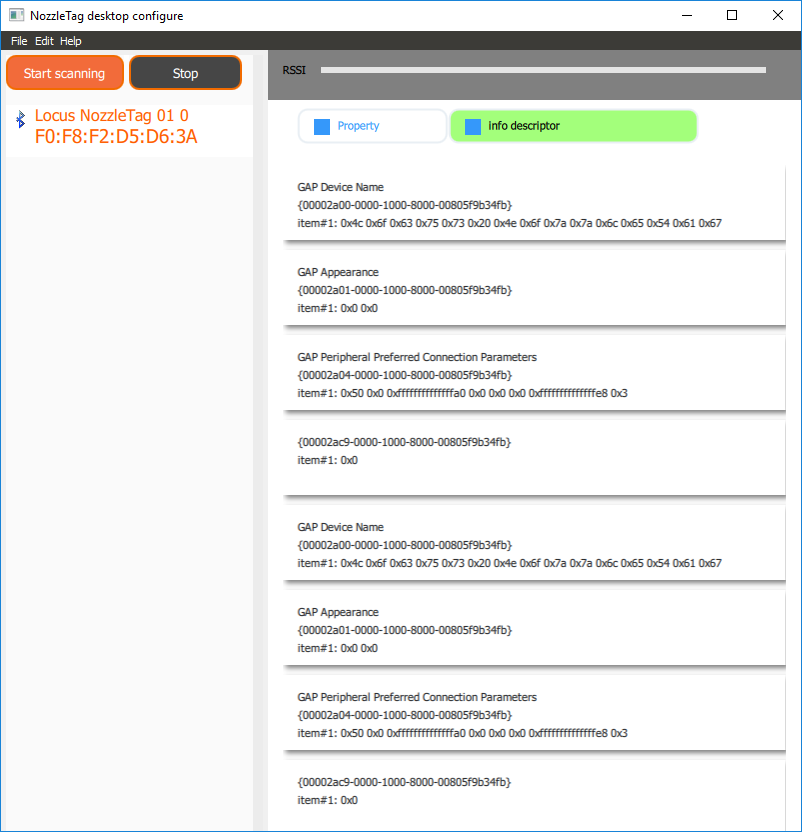 NozzleTag desktop configure
File Edit Help
Start scanning
Stop
Locus NozzleTag 01 0
F0:F8:F2:D5:D6:3A
RSSI
Property
Info descriptor
GAP Device Name
{00002a00-0000-1000-8000-00805f9b34fb}
item#1: 0x4c 0x6f 0x63 0x75 0x73 0x20 0x4e 0x6f 0x7a 0x7a 0x6c 0x65 0x54 0x61 0x67
GAP Appearance
{00002a01-0000-1000-8000-00805f9b34fb}
item#1: 0x0 0x0
GAP Peripheral Preferred Connection Parameters
{00002a04-0000-1000-8000-00805f9b34fb}
item#1: 0x50 0x0 0xffffffffffffffa0 0x0 0x0 0x0 0xffffffffffffffe8 0x3
{00002ac9-0000-1000-8000-00805f9b34fb}
item#1: 0x0
GAP Device Name
{00002a00-0000-1000-8000-00805f9b34fb}
item#1: 0x4c 0x6f 0x63 0x75 0x73 0x20 0x4e 0x6f 0x7a 0x7a 0x6c 0x65 0x54 0x61 0x67
GAP Appearance
{00002a01-0000-1000-8000-00805f9b34fb}
item#1: 0x0 0x0
GAP Peripheral Preferred Connection Parameters
{00002a04-0000-1000-8000-00805f9b34fb}
item#1: 0x50 0x0 0xffffffffffffffa0 0x0 0x0 0x0 0xffffffffffffffe8 0x3
{00002ac9-0000-1000-8000-00805f9b34fb}
item#1: 0x0